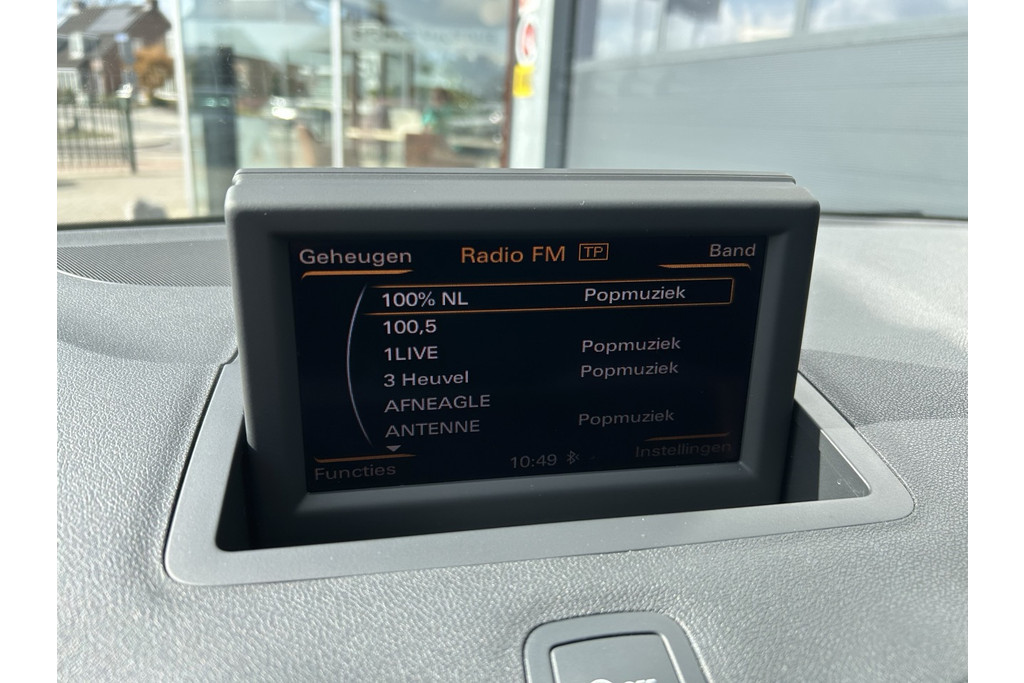 Geheugen Radio FM TP Band
100% NL Popmuziek
100,5
1LIVE Popmuziek
3 Heuvel Popmuziek
AFNEAGLE
ANTENNE Popmuziek
Functies 10:49 Instellingen